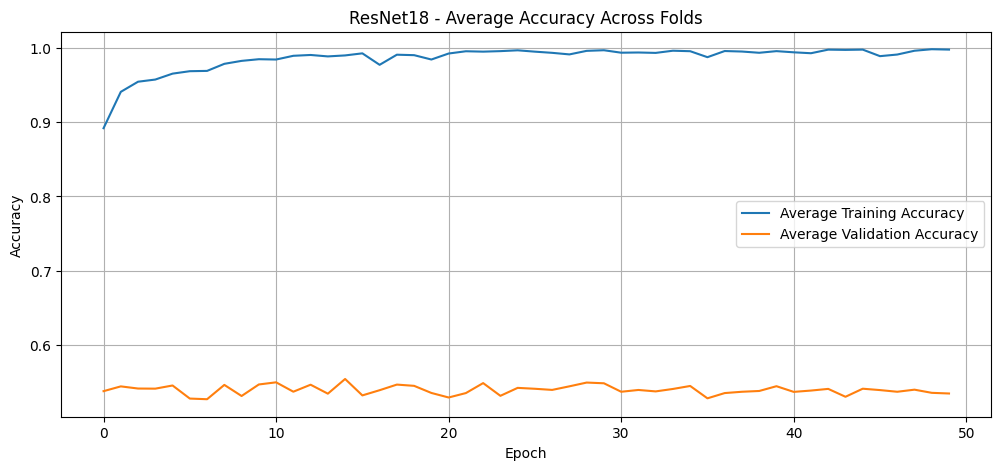 ResNet18 - Average Accuracy Across Folds
1.0
0.9
0.8
0.7
0.6
Accuracy
Average Training Accuracy
Average Validation Accuracy
0 10 20 30 40 50
Epoch